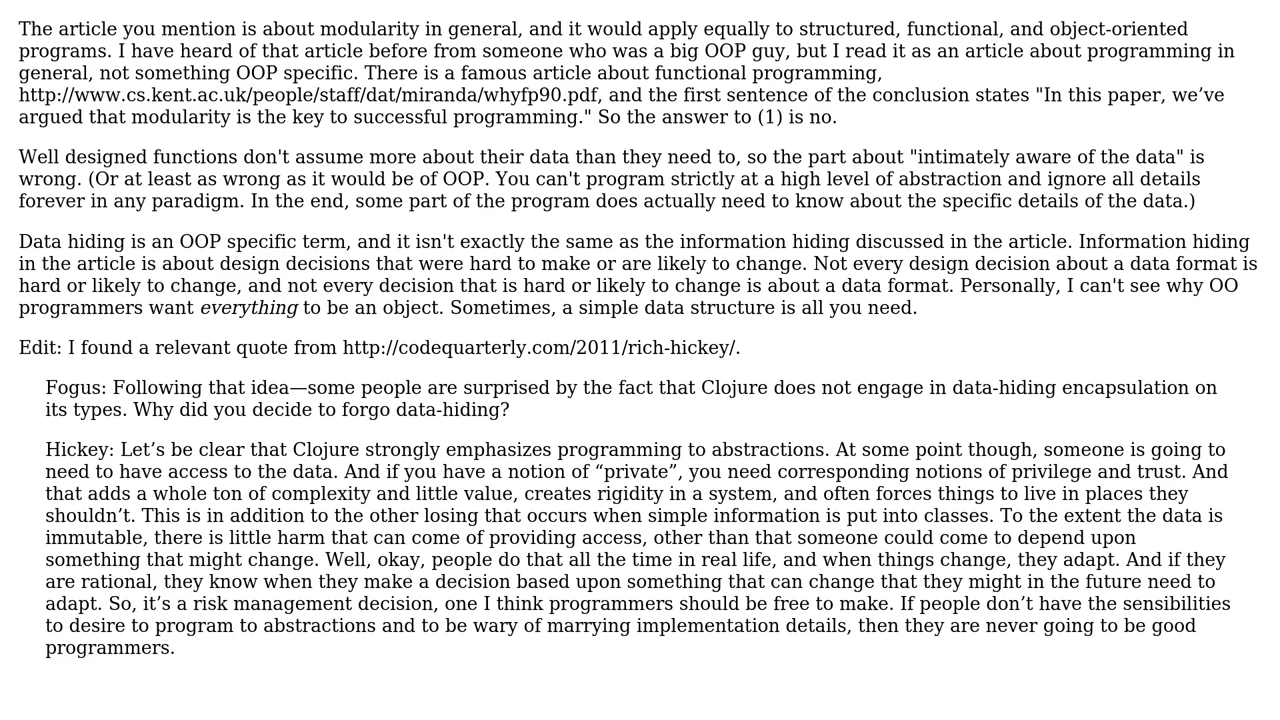 The article you mention is about modularity in general, and it would apply equally to structured, functional, and object-oriented
programs. I have heard of that article before from someone who was a big OOP guy, but I read it as an article about programming in
general, not something OOP specific. There is a famous article about functional programming,
http://www.cs.kent.ac.uk/people/staff/dat/miranda/whyfp90.pdf, and the first sentence of the conclusion states "In this paper, we’ve
argued that modularity is the key to successful programming." So the answer to (1) is no.
Well designed functions don't assume more about their data than they need to, so the part about "intimately aware of the data" is
wrong. (Or at least as wrong as it would be of OOP. You can't program strictly at a high level of abstraction and ignore all details
forever in any paradigm. In the end, some part of the program does actually need to know about the specific details of the data.)
Data hiding is an OOP specific term, and it isn't exactly the same as the information hiding discussed in the article. Information hiding
in the article is about design decisions that were hard to make or are likely to change. Not every design decision about a data format is
hard or likely to change, and not every decision that is hard or likely to change is about a data format. Personally, I can't see why OO
programmers want everything to be an object. Sometimes, a simple data structure is all you need.
Edit: I found a relevant quote from http://codequarterly.com/2011/rich-hickey/.
Fogus: Following that idea—some people are surprised by the fact that Clojure does not engage in data-hiding encapsulation on
its types. Why did you decide to forgo data-hiding?
Hickey: Let’s be clear that Clojure strongly emphasizes programming to abstractions. At some point though, someone is going to
need to have access to the data. And if you have a notion of “private”, you need corresponding notions of privilege and trust. And
that adds a whole ton of complexity and little value, creates rigidity in a system, and often forces things to live in places they
shouldn’t. This is in addition to the other losing that occurs when simple information is put into classes. To the extent the data is
immutable, there is little harm that can come of providing access, other than that someone could come to depend upon
something that might change. Well, okay, people do that all the time in real life, and when things change, they adapt. And if they
are rational, they know when they make a decision based upon something that can change that they might in the future need to
adapt. So, it’s a risk management decision, one I think programmers should be free to make. If people don’t have the sensibilities
to desire to program to abstractions and to be wary of marrying implementation details, then they are never going to be good
programmers.